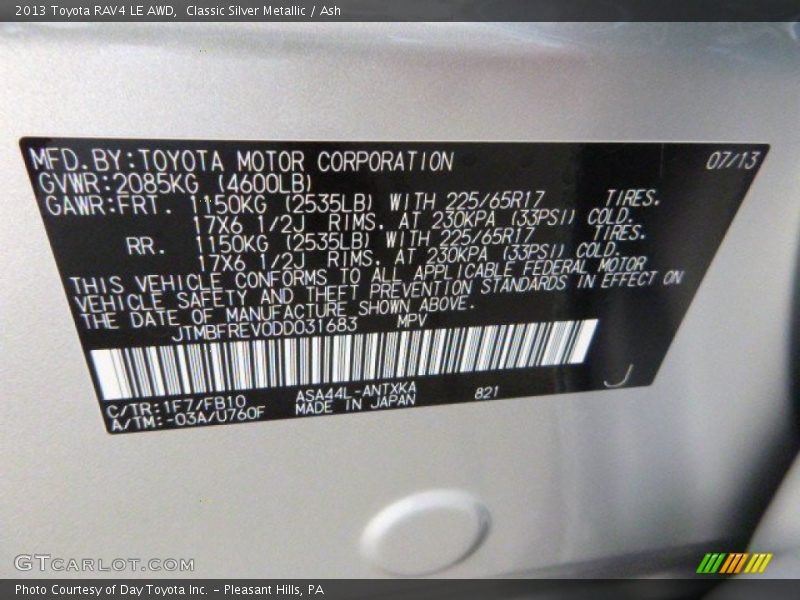 2013 Toyota RAV4 LE AWD,  Classic Silver Metallic / Ash
MFD.BY:TOYOTA MOTOR CORPORATION 07/13
GVWR:2085KG (4600LB)
GAWR:FRT. 1150KG (2535LB) WITH 225/65R17 TIRES.
17X6 1/2J RIMS, AT 230KPA (33PSI) COLD.
RR. 1150KG (2535LB) WITH 225/65R17 TIRES.
17X6 1/2J RIMS, AT 230KPA (33PSI) COLD.
THIS VEHICLE CONFORMS TO ALL APPLICABLE FEDERAL MOTOR
VEHICLE SAFETY AND THEFT PREVENTION STANDARDS IN EFFECT ON
THE DATE OF MANUFACTURE SHOWN ABOVE.
JTMBFREV0DD031683 MPV
C/TR:1F7/FB10 ASA44L-ANTXKA 821 J
A/TM:-03A/U760F MADE IN JAPAN
GTCARLOT.COM
Photo Courtesy of Day Toyota Inc. – Pleasant Hills, PA